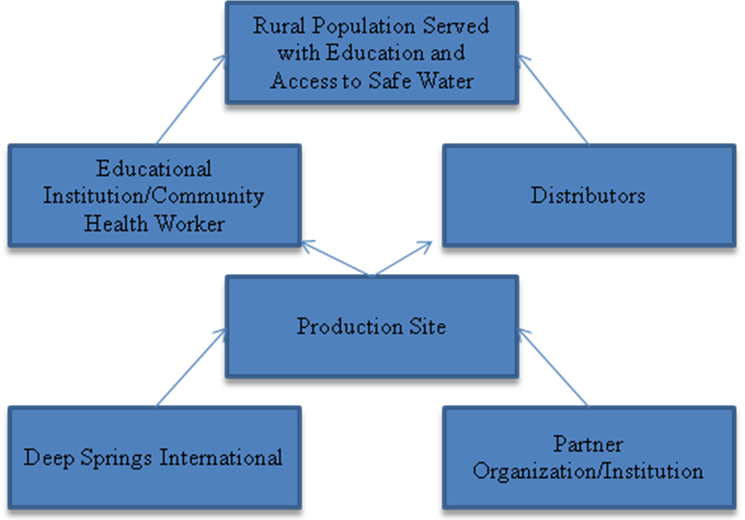 Rural Population Served
with Education and
Access to Safe Water
Educational
Institution/Community
Health Worker
Distributors
Production Site
Deep Springs International
Partner
Organization/Institution